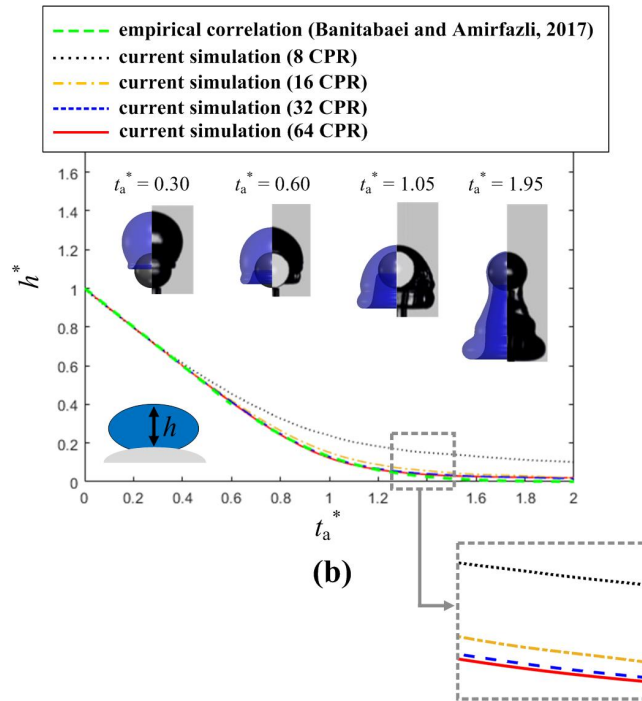 empirical correlation (Banitabaei and Amirfazli, 2017)
current simulation (8 CPR)
current simulation (16 CPR)
current simulation (32 CPR)
current simulation (64 CPR)
1.6
1.4
1.2
1
0.8
0.6
0.4
0.2
0
h*
tₐ* = 0.30
tₐ* = 0.60
tₐ* = 1.05
tₐ* = 1.95
h
0
0.2
0.4
0.6
0.8
1
1.2
1.4
1.6
1.8
2
tₐ*
(b)